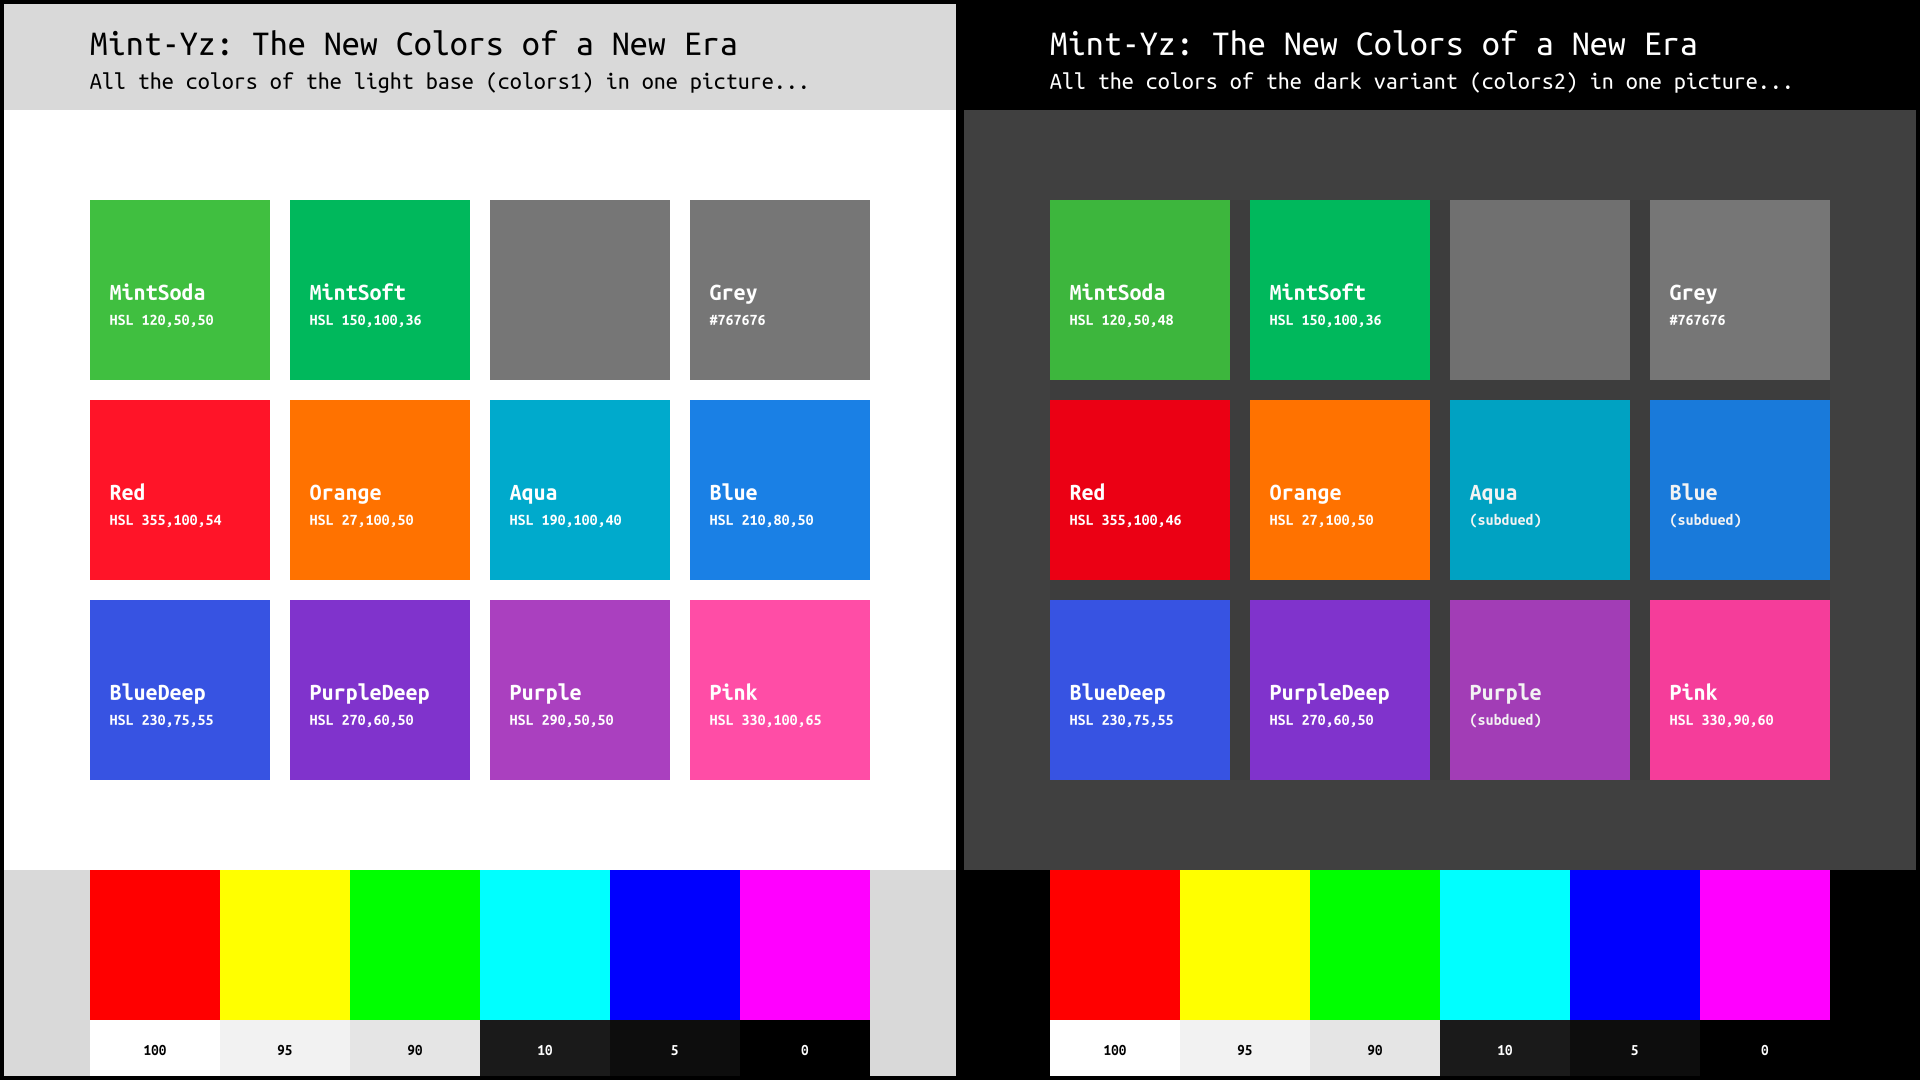 Mint-Yz: The New Colors of a New Era
All the colors of the light base (colors1) in one picture...
MintSoda
HSL 120,50,50
MintSoft
HSL 150,100,36
Grey
#767676
Red
HSL 355,100,54
Orange
HSL 27,100,50
Aqua
HSL 190,100,40
Blue
HSL 210,80,50
BlueDeep
HSL 230,75,55
PurpleDeep
HSL 270,60,50
Purple
HSL 290,50,50
Pink
HSL 330,100,65
100 95 90 10 5 0
Mint-Yz: The New Colors of a New Era
All the colors of the dark variant (colors2) in one picture...
MintSoda
HSL 120,50,48
MintSoft
HSL 150,100,36
Grey
#767676
Red
HSL 355,100,46
Orange
HSL 27,100,50
Aqua
(subdued)
Blue
(subdued)
BlueDeep
HSL 230,75,55
PurpleDeep
HSL 270,60,50
Purple
(subdued)
Pink
HSL 330,90,60
100 95 90 10 5 0